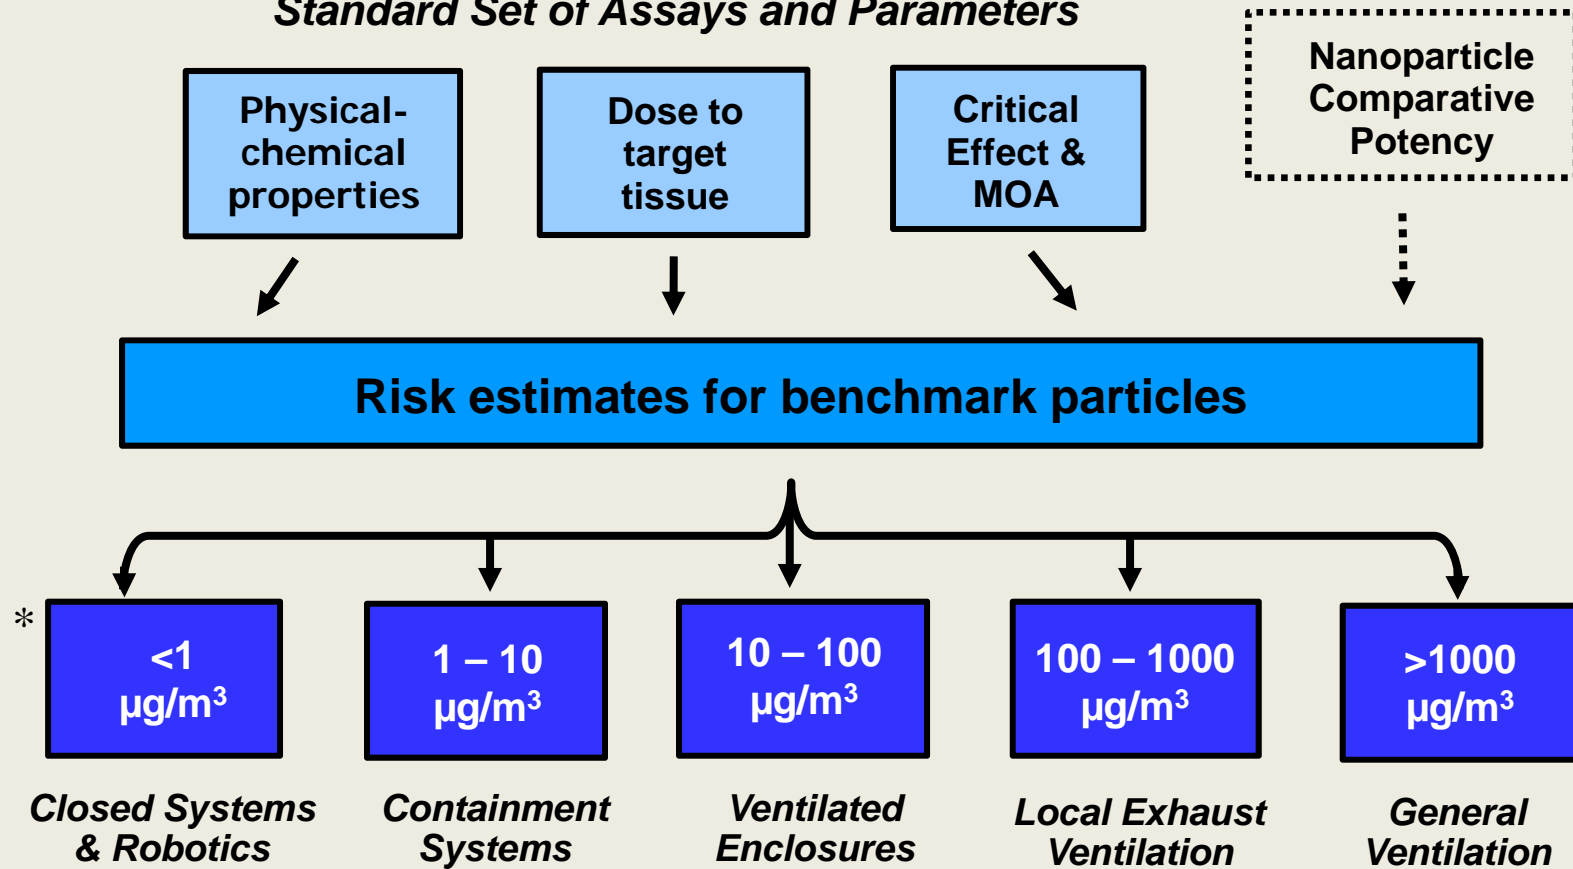 Standard Set of Assays and Parameters
Physical-
chemical
properties
Dose to
target
tissue
Critical
Effect &
MOA
Nanoparticle
Comparative
Potency
Risk estimates for benchmark particles
*
<1
µg/m³
1 – 10
µg/m³
10 – 100
µg/m³
100 – 1000
µg/m³
>1000
µg/m³
Closed Systems
& Robotics
Containment
Systems
Ventilated
Enclosures
Local Exhaust
Ventilation
General
Ventilation